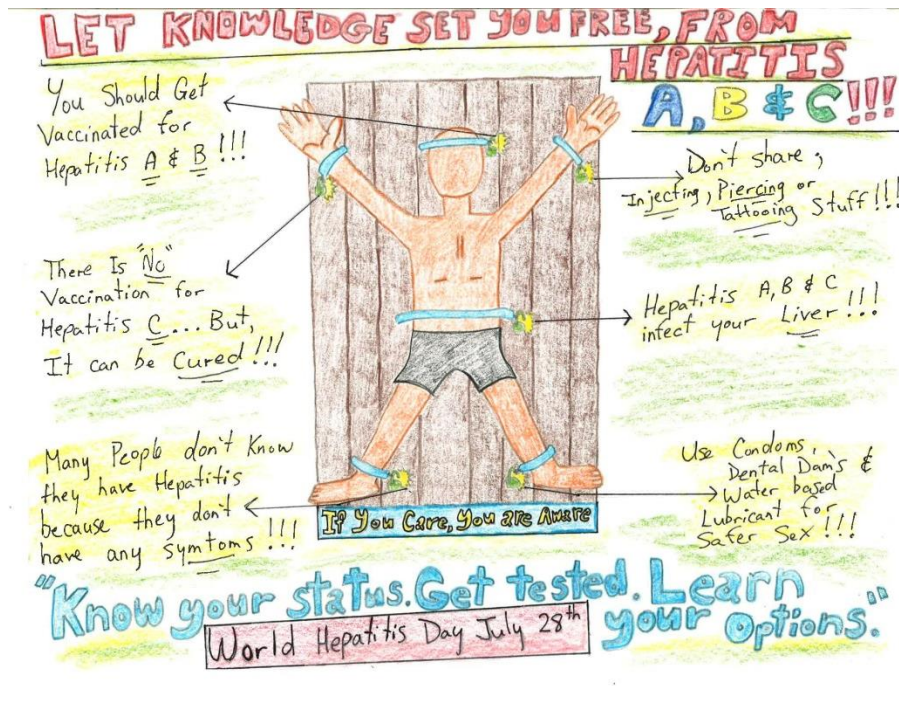 LET KNOWLEDGE SET YOU FREE, FROM
HEPATITIS
A, B & C!!!
You Should Get
Vaccinated for
Hepatitis A & B !!!
There Is "No"
Vaccination for
Hepatitis C... But,
It can be Cured!!!
Many People don't Know
they have Hepatitis
because they don't
have any symtoms !!!
Don't share,
Injecting, Piercing or
Tattooing Stuff!!!
Hepatitis A, B & C
infect your Liver!!!
Use Condoms,
Dental Dam's &
Water based
Lubricant for
Safer Sex!!!
If You Care, You are Aware
"Know your status. Get tested. Learn
your options."
World Hepatitis Day July 28th